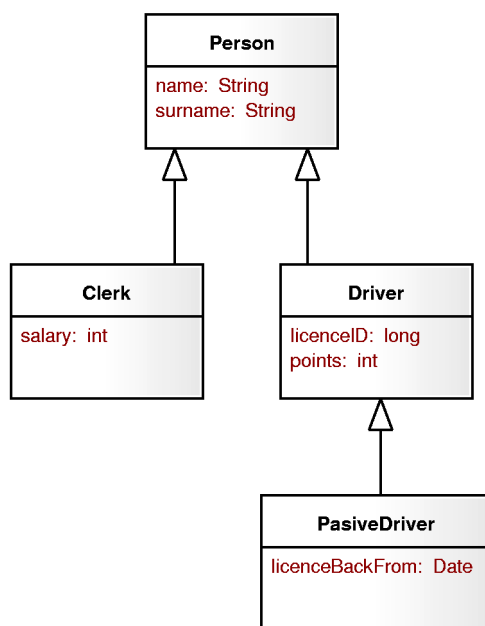 Person
name: String
surname: String
Clerk
salary: int
Driver
licenceID: long
points: int
PasiveDriver
licenceBackFrom: Date